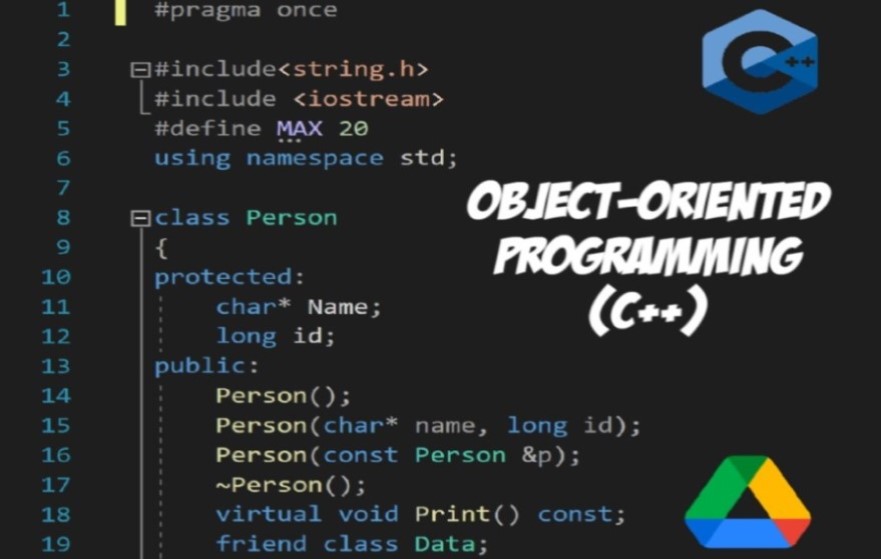 1 #pragma once
2
3 #include<string.h>
4 #include <iostream>
5 #define MAX 20
6 using namespace std;
7
8 class Person
9 {
10 protected:
11 char* Name;
12 long id;
13 public:
14 Person();
15 Person(char* name, long id);
16 Person(const Person &p);
17 ~Person();
18 virtual void Print() const;
19 friend class Data;
C++
OBJECT-ORIENTED
PROGRAMMING
(C++)